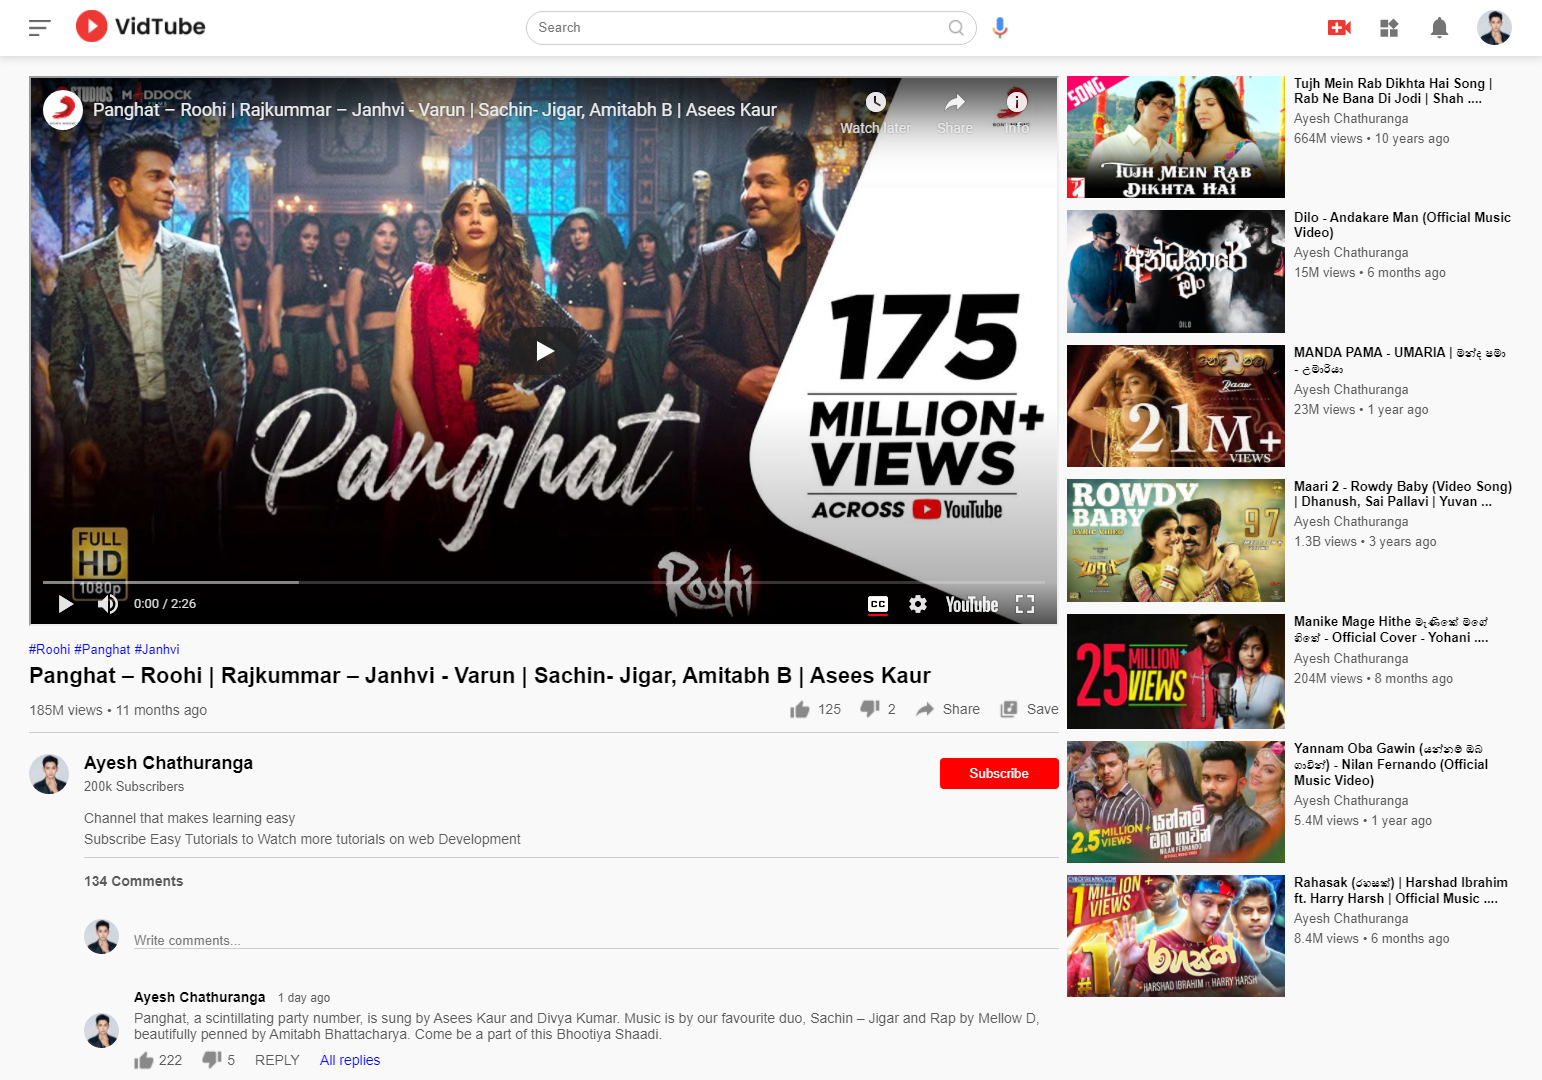 VidTube
Search
STUDIOS MADDOCK
Panghat – Roohi | Rajkummar – Janhvi - Varun | Sachin- Jigar, Amitabh B | Asees Kaur
Watch later Share Info
175
MILLION+
VIEWS
ACROSS YouTube
Panghat
FULL
HD
1080p
Roohi
0:00 / 2:26
CC
YouTube
#Roohi #Panghat #Janhvi
Panghat – Roohi | Rajkummar – Janhvi - Varun | Sachin- Jigar, Amitabh B | Asees Kaur
185M views • 11 months ago
125 2 Share Save
Ayesh Chathuranga
200k Subscribers
Subscribe
Channel that makes learning easy
Subscribe Easy Tutorials to Watch more tutorials on web Development
134 Comments
Write comments...
Ayesh Chathuranga 1 day ago
Panghat, a scintillating party number, is sung by Asees Kaur and Divya Kumar. Music is by our favourite duo, Sachin – Jigar and Rap by Mellow D,
beautifully penned by Amitabh Bhattacharya. Come be a part of this Bhootiya Shaadi.
222 5 REPLY All replies
SONG
TUJH MEIN RAB
DIKHTA HAI
Tujh Mein Rab Dikhta Hai Song |
Rab Ne Bana Di Jodi | Shah ....
Ayesh Chathuranga
664M views • 10 years ago
අන්ධකාරේ
මං
DILO
Dilo - Andakare Man (Official Music
Video)
Ayesh Chathuranga
15M views • 6 months ago
21M+
VIEWS
MANDA PAMA - UMARIA | මන්ද පමා
- උමාරියා
Ayesh Chathuranga
23M views • 1 year ago
ROWDY
BABY
LYRIC VIDEO
97
Maari 2 - Rowdy Baby (Video Song)
| Dhanush, Sai Pallavi | Yuvan ...
Ayesh Chathuranga
1.3B views • 3 years ago
25 MILLION+
VIEWS
Manike Mage Hithe මැණිකේ මගේ
හිතේ - Official Cover - Yohani ....
Ayesh Chathuranga
204M views • 8 months ago
2.5 MILLION+
VIEWS
යන්නම්
ඔබ ගාවින්
NILAN FERNANDO
Yannam Oba Gawin (යන්නම් ඔබ
ගාවින්) - Nilan Fernando (Official
Music Video)
Ayesh Chathuranga
5.4M views • 1 year ago
1 MILLION+
VIEWS
#1
රහසක්
HARSHAD IBRAHIM FT. HARRY HARSH
Rahasak (රහසක්) | Harshad Ibrahim
ft. Harry Harsh | Official Music ....
Ayesh Chathuranga
8.4M views • 6 months ago